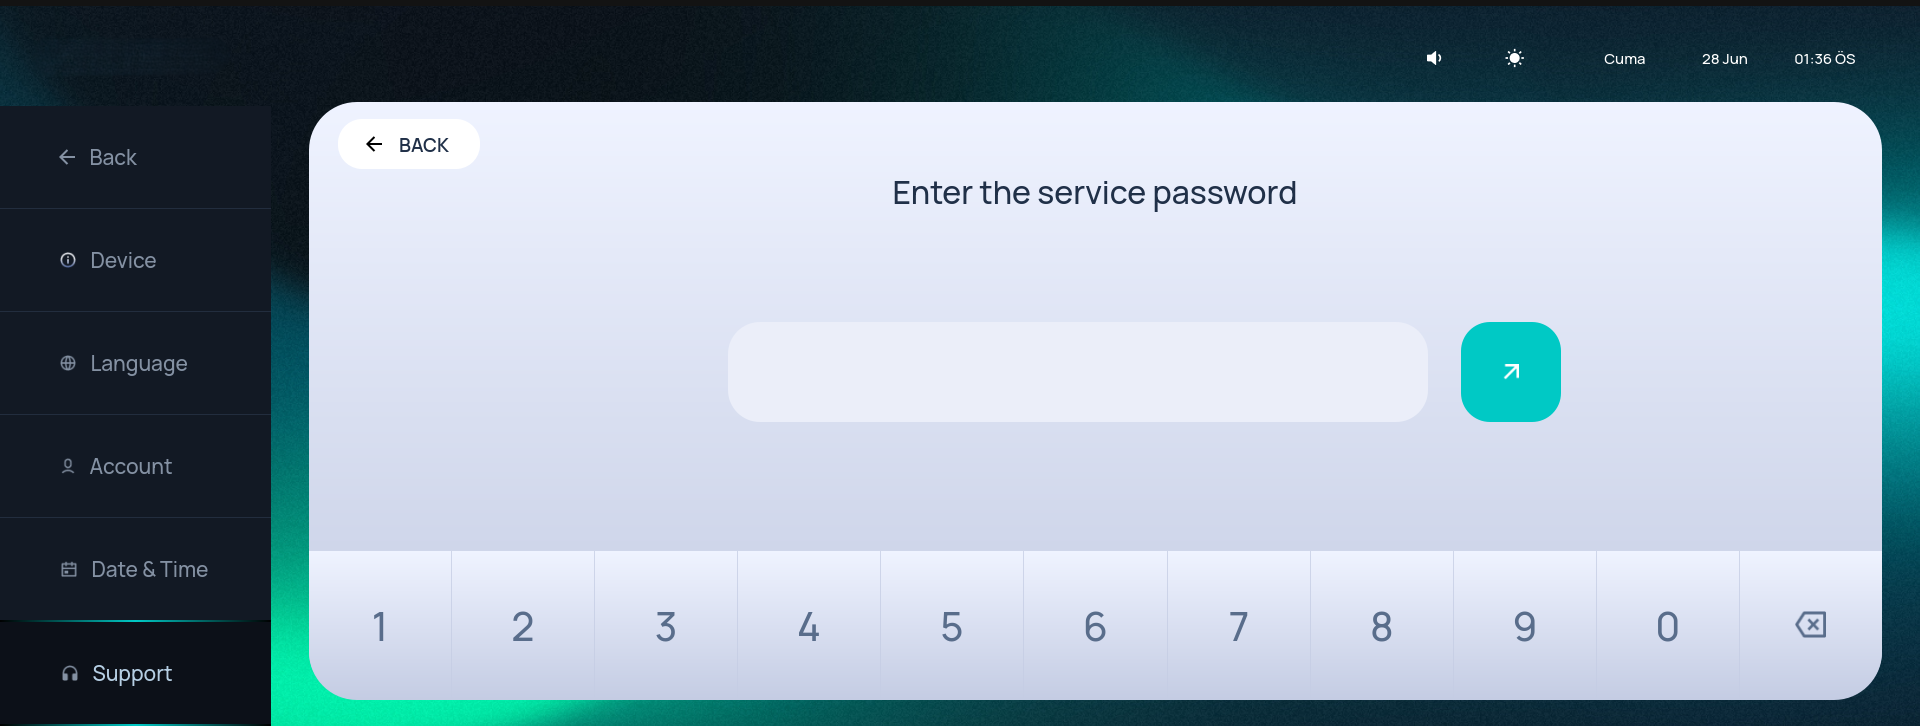 Cuma 28 Jun 01:36 ÖS
Back
Device
Language
Account
Date & Time
Support
BACK
Enter the service password
1 2 3 4 5 6 7 8 9 0